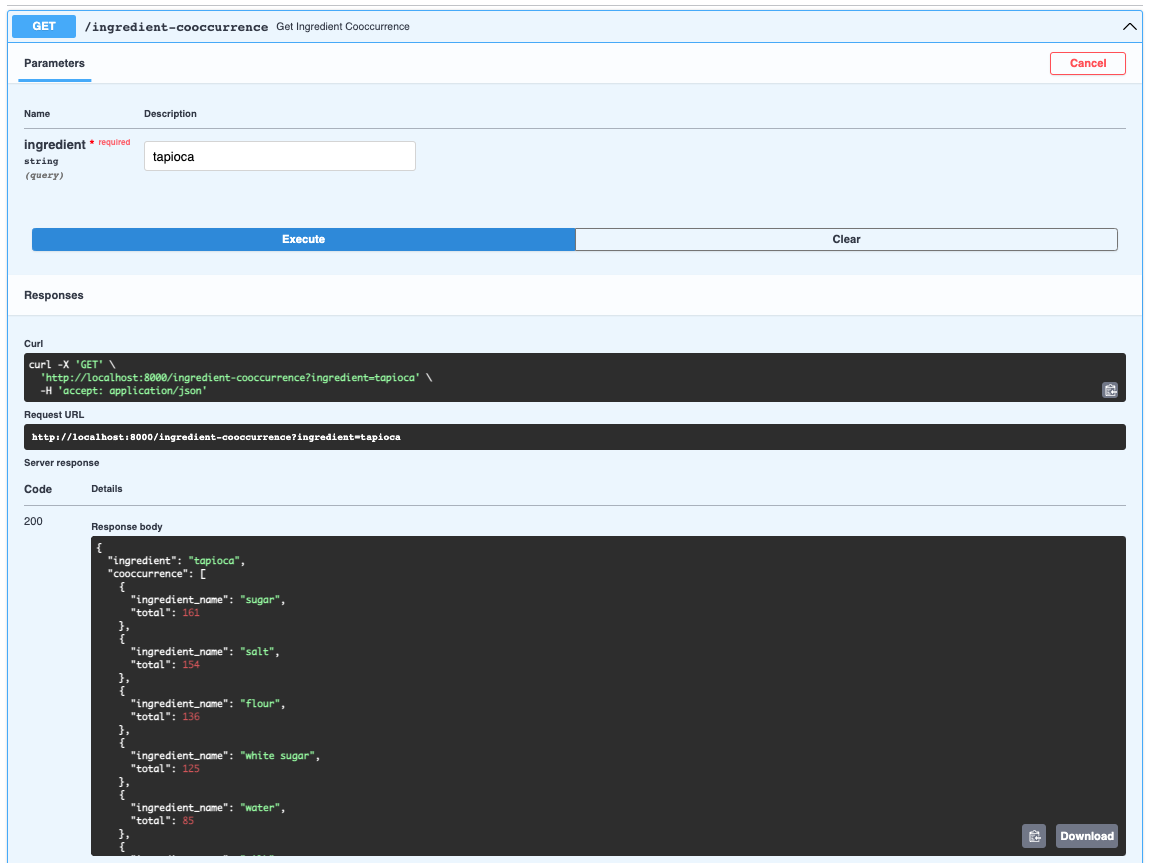 GET /ingredient-cooccurrence Get Ingredient Cooccurrence
Parameters
Cancel
Name Description
ingredient * required
string
(query)
tapioca
Execute Clear
Responses
Curl
curl -X 'GET' \
'http://localhost:8000/ingredient-cooccurrence?ingredient=tapioca' \
-H 'accept: application/json'
Request URL
http://localhost:8000/ingredient-cooccurrence?ingredient=tapioca
Server response
Code Details
200
Response body
{
"ingredient": "tapioca",
"cooccurrence": [
{
"ingredient_name": "sugar",
"total": 161
},
{
"ingredient_name": "salt",
"total": 154
},
{
"ingredient_name": "flour",
"total": 136
},
{
"ingredient_name": "white sugar",
"total": 125
},
{
"ingredient_name": "water",
"total": 85
},
{
Download